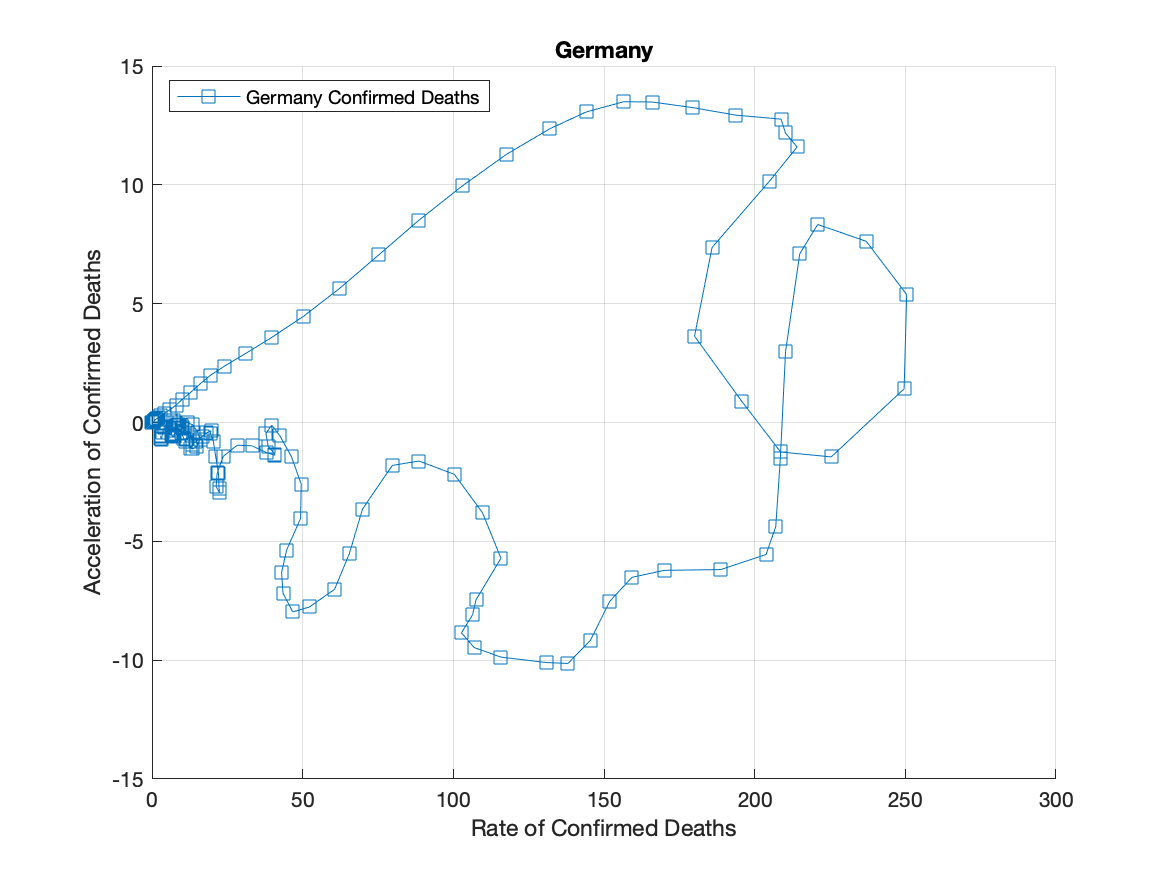 Germany
Germany Confirmed Deaths
15
10
5
0
-5
-10
-15
Acceleration of Confirmed Deaths
0 50 100 150 200 250 300
Rate of Confirmed Deaths